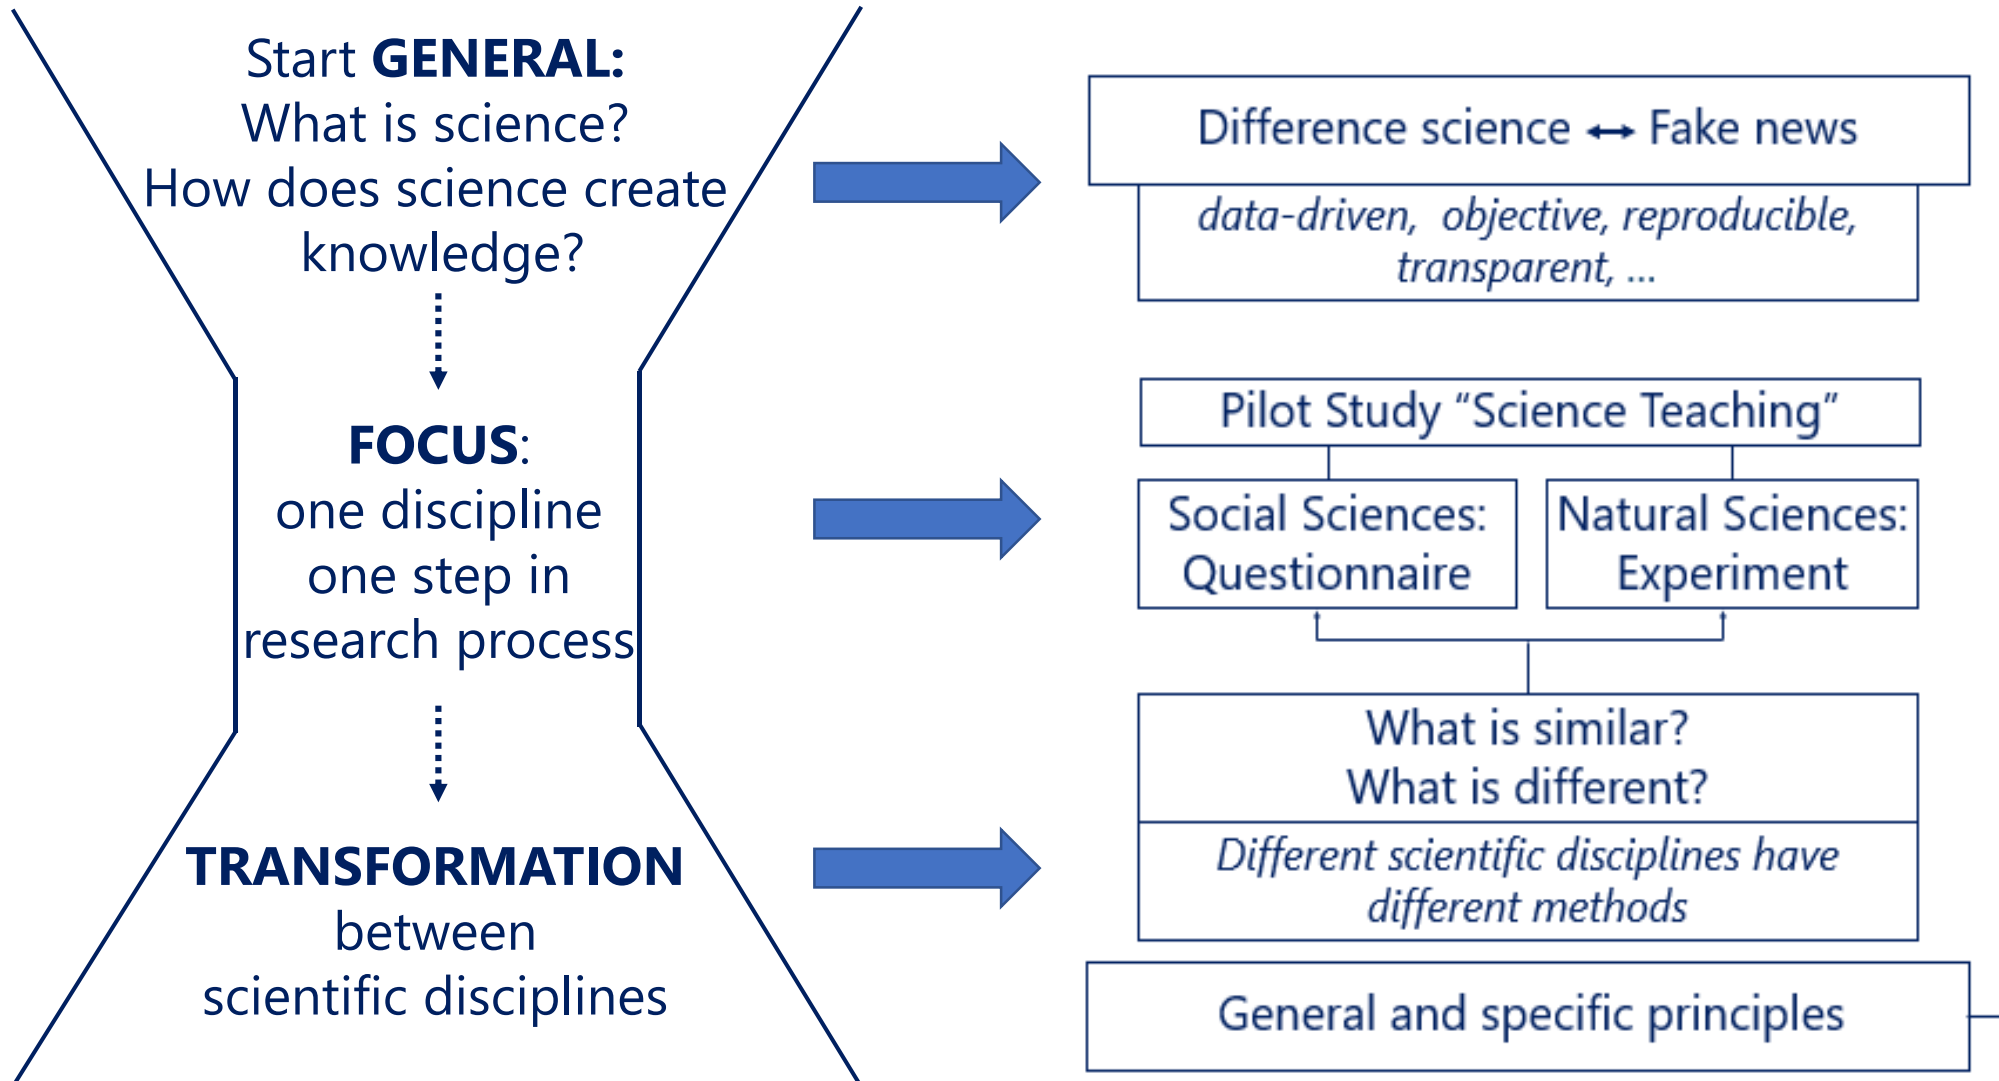 Start GENERAL:
What is science?
How does science create
knowledge?
FOCUS:
one discipline
one step in
research process
TRANSFORMATION
between
scientific disciplines
Difference science ↔ Fake news
data-driven, objective, reproducible,
transparent, ...
Pilot Study “Science Teaching”
Social Sciences:
Questionnaire
Natural Sciences:
Experiment
What is similar?
What is different?
Different scientific disciplines have
different methods
General and specific principles